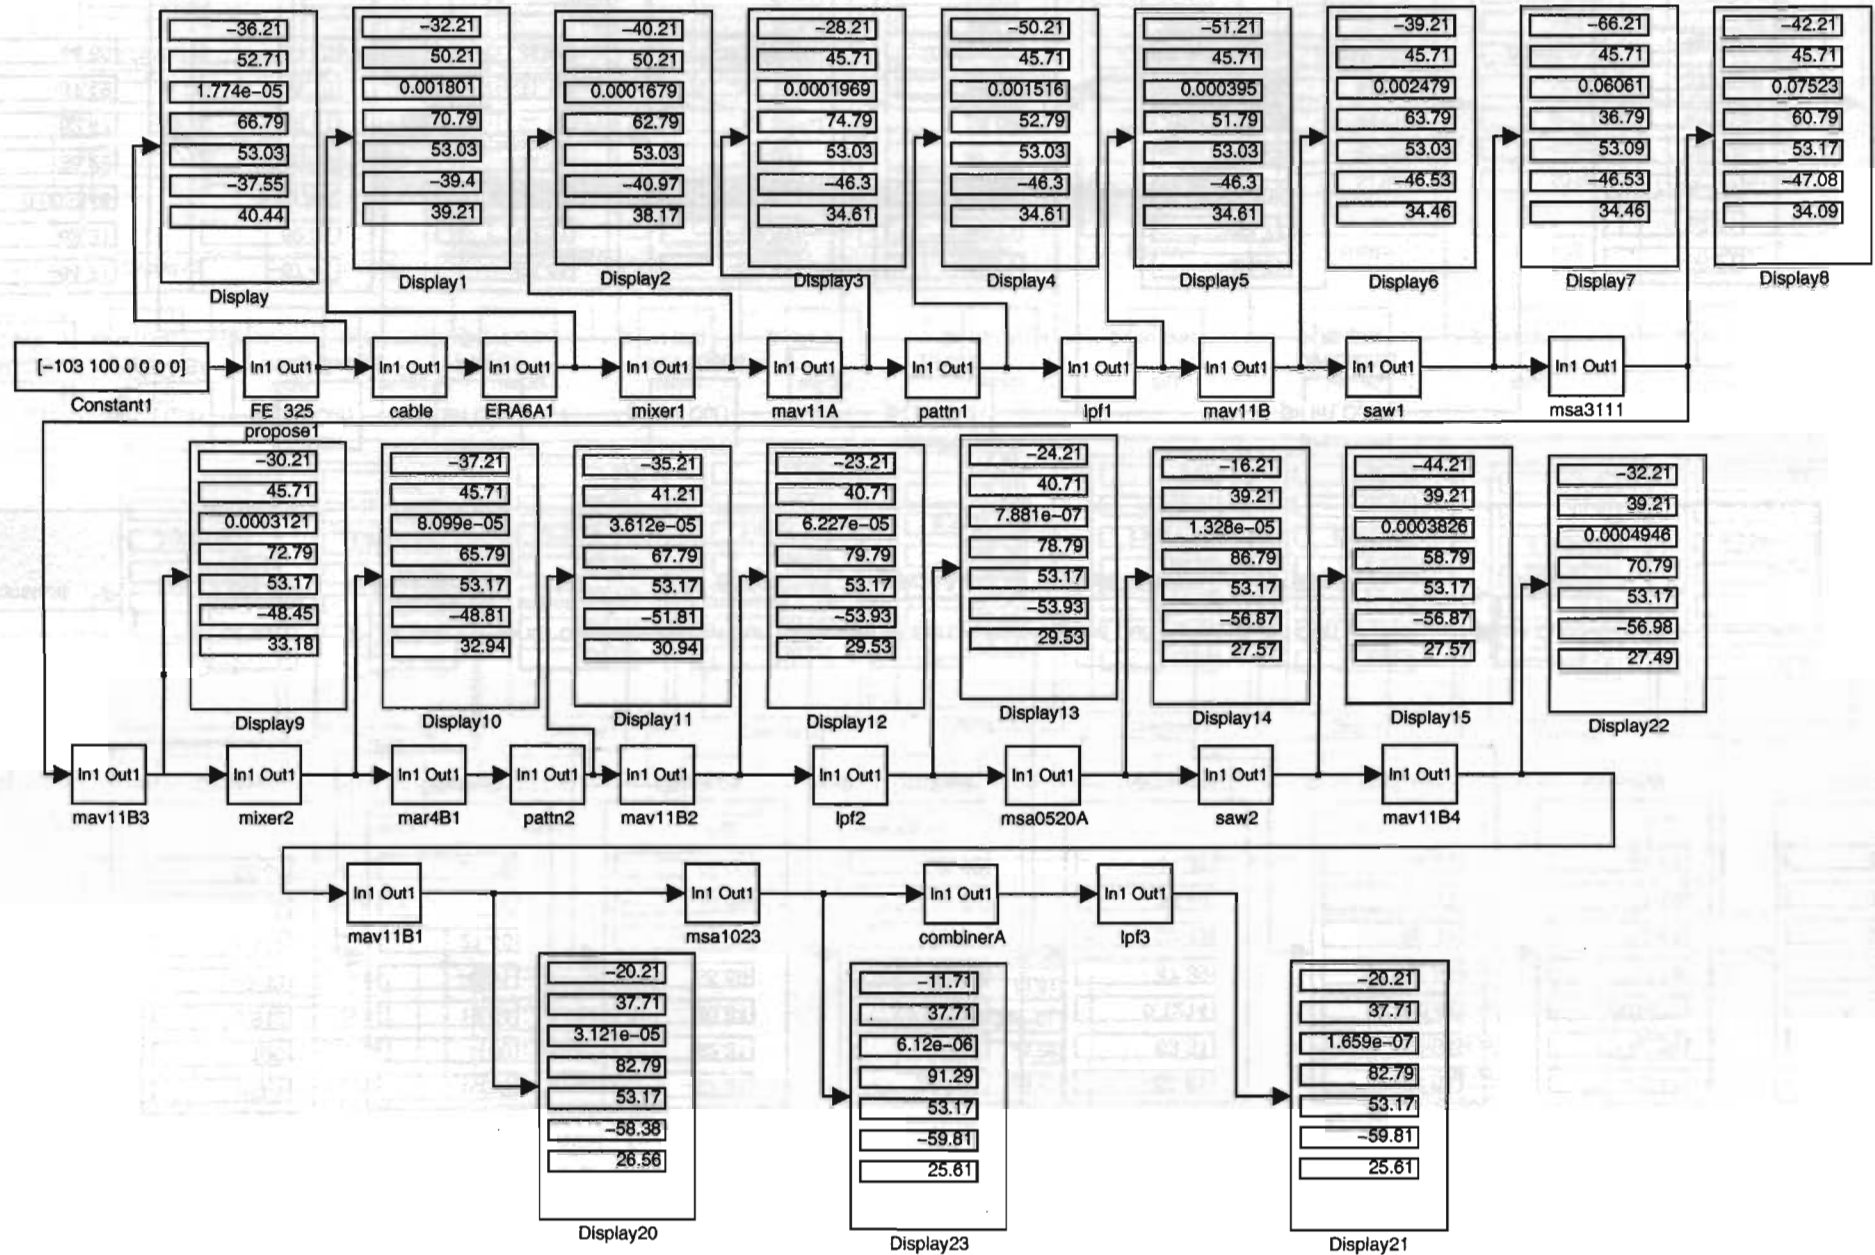 -36.21
52.71
1.774e-05
66.79
53.03
-37.55
40.44
Display
-32.21
50.21
0.001801
70.79
53.03
-39.4
39.21
Display1
-40.21
50.21
0.0001679
62.79
53.03
-40.97
38.17
Display2
-28.21
45.71
0.0001969
74.79
53.03
-46.3
34.61
Display3
-50.21
45.71
0.001516
52.79
53.03
-46.3
34.61
Display4
-51.21
45.71
0.000395
51.79
53.03
-46.3
34.61
Display5
-39.21
45.71
0.002479
63.79
53.03
-46.53
34.46
Display6
-66.21
45.71
0.06061
36.79
53.09
-46.53
34.46
Display7
-42.21
45.71
0.07523
60.79
53.17
-47.08
34.09
Display8
[-103 100 0 0 0 0]
Constant1
In1 Out1
FE 325
propose1
In1 Out1
cable
In1 Out1
ERA6A1
In1 Out1
mixer1
In1 Out1
mav11A
In1 Out1
pattn1
In1 Out1
lpf1
In1 Out1
mav11B
In1 Out1
saw1
In1 Out1
msa3111
-30.21
45.71
0.0003121
72.79
53.17
-48.45
33.18
Display9
-37.21
45.71
8.099e-05
65.79
53.17
-48.81
32.94
Display10
-35.21
41.21
3.612e-05
67.79
53.17
-51.81
30.94
Display11
-23.21
40.71
6.227e-05
79.79
53.17
-53.93
29.53
Display12
-24.21
40.71
7.881e-07
78.79
53.17
-53.93
29.53
Display13
-16.21
39.21
1.328e-05
86.79
53.17
-56.87
27.57
Display14
-44.21
39.21
0.0003826
58.79
53.17
-56.87
27.57
Display15
-32.21
39.21
0.0004946
70.79
53.17
-56.98
27.49
Display22
In1 Out1
mav11B3
In1 Out1
mixer2
In1 Out1
mar4B1
In1 Out1
pattn2
In1 Out1
mav11B2
In1 Out1
lpf2
In1 Out1
msa0520A
In1 Out1
saw2
In1 Out1
mav11B4
In1 Out1
mav11B1
In1 Out1
msa1023
In1 Out1
combinerA
In1 Out1
lpf3
-20.21
37.71
3.121e-05
82.79
53.17
-58.38
26.56
Display20
-11.71
37.71
6.12e-06
91.29
53.17
-59.81
25.61
Display23
-20.21
37.71
1.659e-07
82.79
53.17
-59.81
25.61
Display21